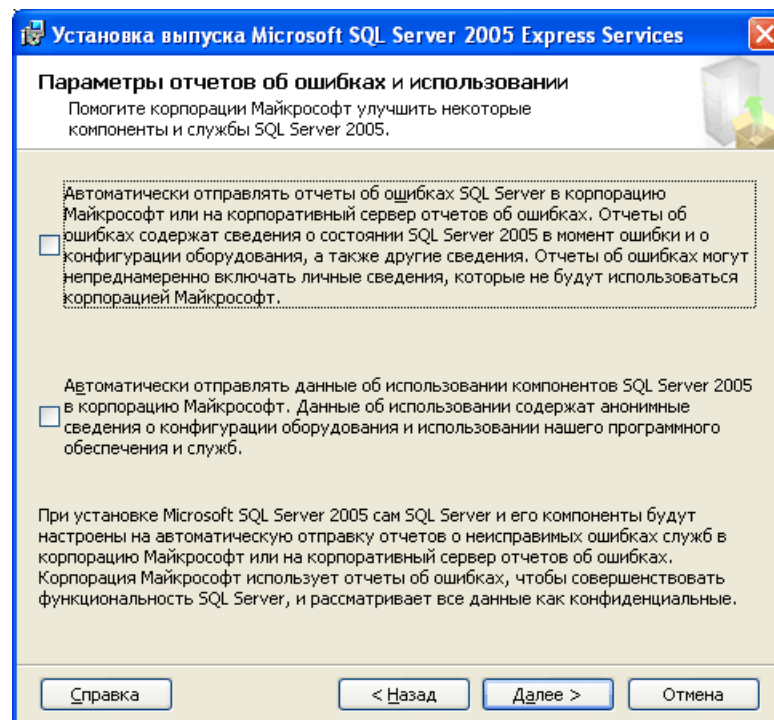 Установка выпуска Microsoft SQL Server 2005 Express Services
Параметры отчетов об ошибках и использовании
Помогите корпорации Майкрософт улучшить некоторые
компоненты и службы SQL Server 2005.
Автоматически отправлять отчеты об ошибках SQL Server в корпорацию
Майкрософт или на корпоративный сервер отчетов об ошибках. Отчеты об
ошибках содержат сведения о состоянии SQL Server 2005 в момент ошибки и о
конфигурации оборудования, а также другие сведения. Отчеты об ошибках могут
непреднамеренно включать личные сведения, которые не будут использоваться
корпорацией Майкрософт.
Автоматически отправлять данные об использовании компонентов SQL Server 2005
в корпорацию Майкрософт. Данные об использовании содержат анонимные
сведения о конфигурации оборудования и использовании нашего программного
обеспечения и служб.
При установке Microsoft SQL Server 2005 сам SQL Server и его компоненты будут
настроены на автоматическую отправку отчетов о неисправимых ошибках служб в
корпорацию Майкрософт или на корпоративный сервер отчетов об ошибках.
Корпорация Майкрософт использует отчеты об ошибках, чтобы совершенствовать
функциональность SQL Server, и рассматривает все данные как конфиденциальные.
Справка < Назад Далее > Отмена